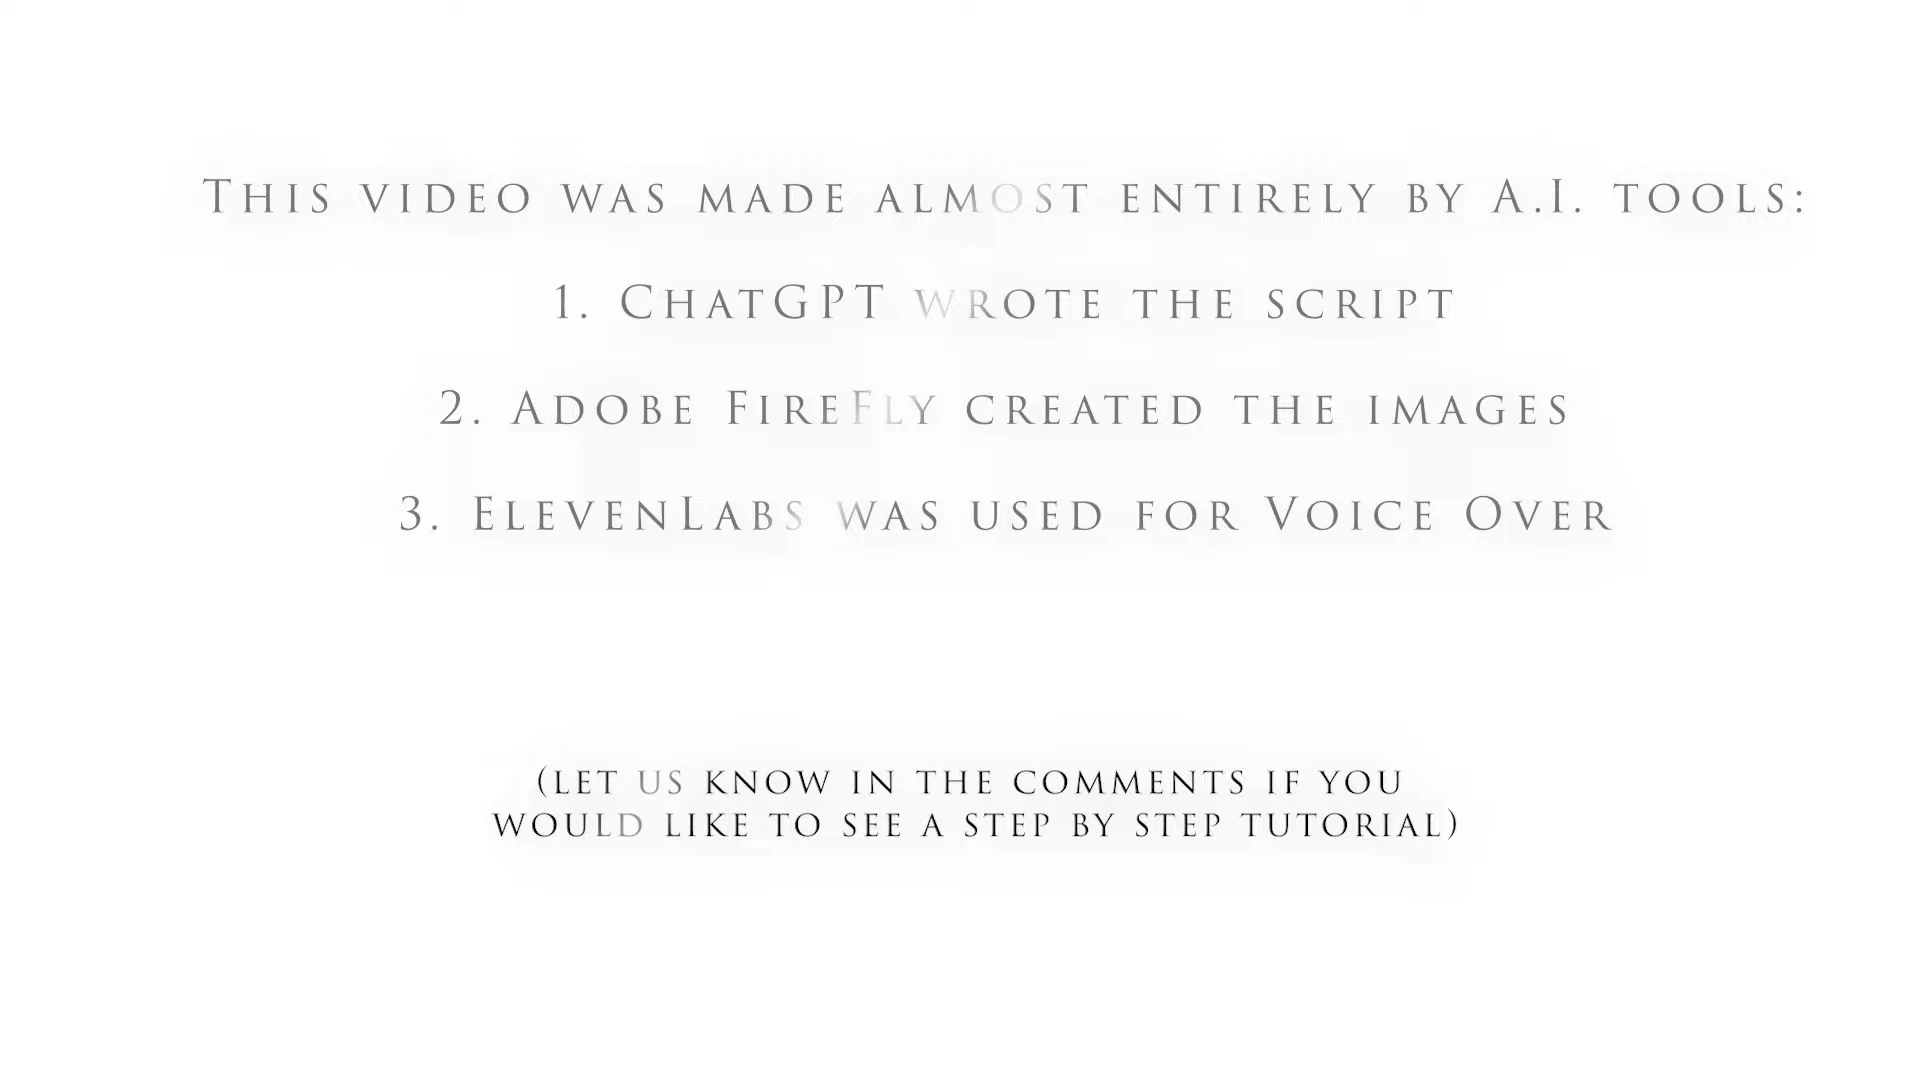 This video was made almost entirely by A.I. tools:
1. ChatGPT wrote the script
2. Adobe FireFly created the images
3. ElevenLabs was used for Voice Over
(let us know in the comments if you
would like to see a step by step tutorial)